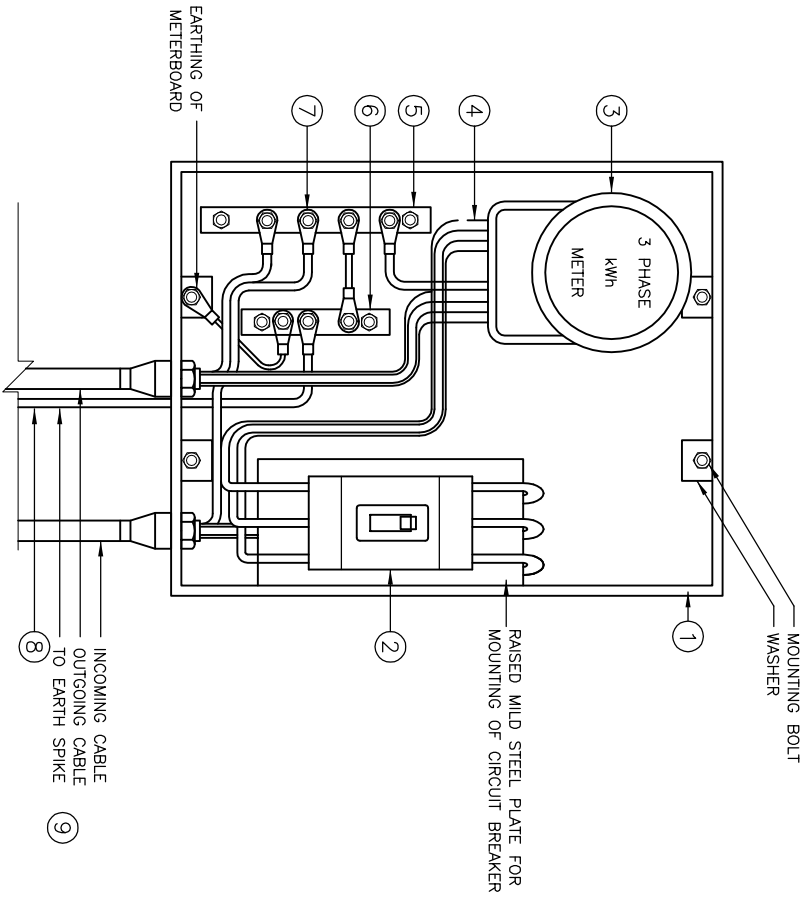 EARTHING OF
METERBOARD
7
6
5
4
3
3 PHASE
kWh
METER
MOUNTING BOLT
WASHER
1
RAISED MILD STEEL PLATE FOR
MOUNTING OF CIRCUIT BREAKER
2
INCOMING CABLE
OUTGOING CABLE
TO EARTH SPIKE
8
9